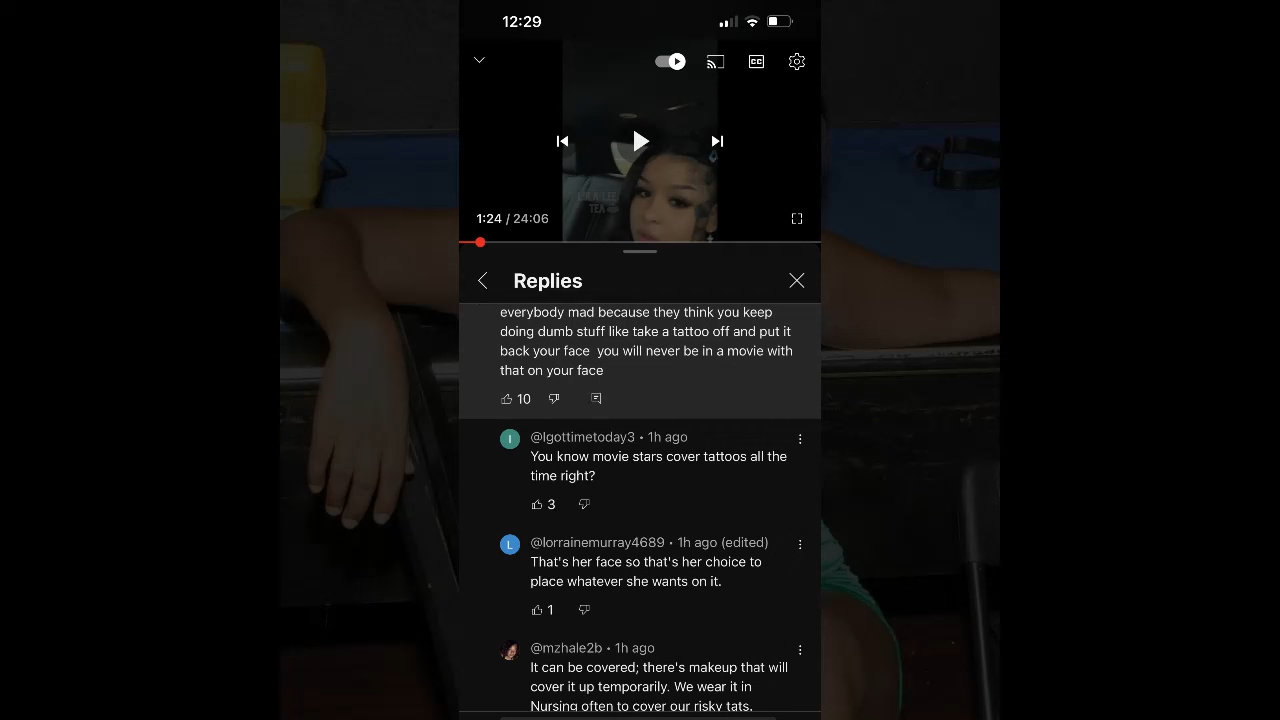 12:29
CC
LIL A LEE
TEA
1:24 / 24:06
Replies
everybody mad because they think you keep
doing dumb stuff like take a tattoo off and put it
back your face  you will never be in a movie with
that on your face
10
I
@lgottimetoday3 • 1h ago
You know movie stars cover tattoos all the
time right?
3
L
@lorrainemurray4689 • 1h ago (edited)
That's her face so that's her choice to
place whatever she wants on it.
1
@mzhale2b • 1h ago
It can be covered; there's makeup that will
cover it up temporarily. We wear it in
Nursing often to cover our risky tats.